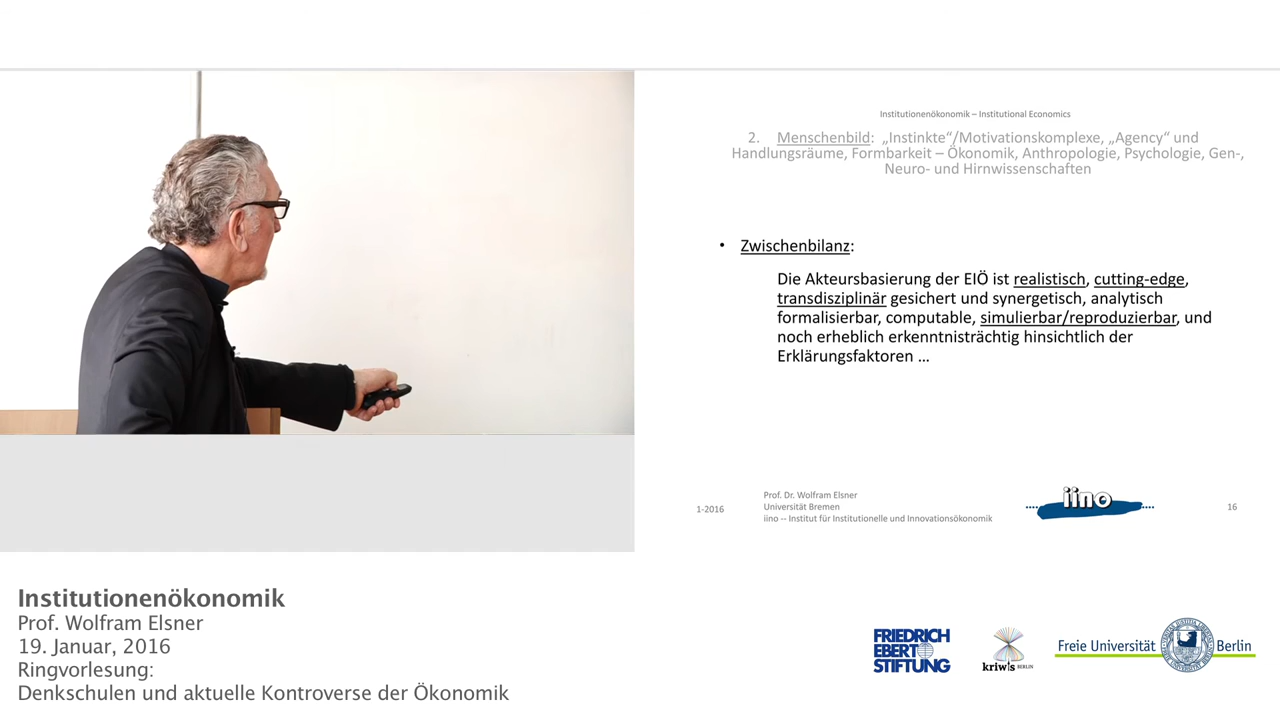 Institutionenökonomik – Institutional Economics
2. Menschenbild: „Instinkte“/Motivationskomplexe, „Agency“ und
Handlungsräume, Formbarkeit – Ökonomik, Anthropologie, Psychologie, Gen-,
Neuro- und Hirnwissenschaften
• Zwischenbilanz:
Die Akteursbasierung der EIÖ ist realistisch, cutting-edge,
transdisziplinär gesichert und synergetisch, analytisch
formalisierbar, computable, simulierbar/reproduzierbar, und
noch erheblich erkenntnisträchtig hinsichtlich der
Erklärungsfaktoren ...
1-2016
Prof. Dr. Wolfram Elsner
Universität Bremen
iino -- Institut für Institutionelle und Innovationsökonomik
iino
16
Institutionenökonomik
Prof. Wolfram Elsner
19. Januar, 2016
Ringvorlesung:
Denkschulen und aktuelle Kontroverse der Ökonomik
FRIEDRICH
EBERT
STIFTUNG
kriwis BERLIN
Freie Universität Berlin